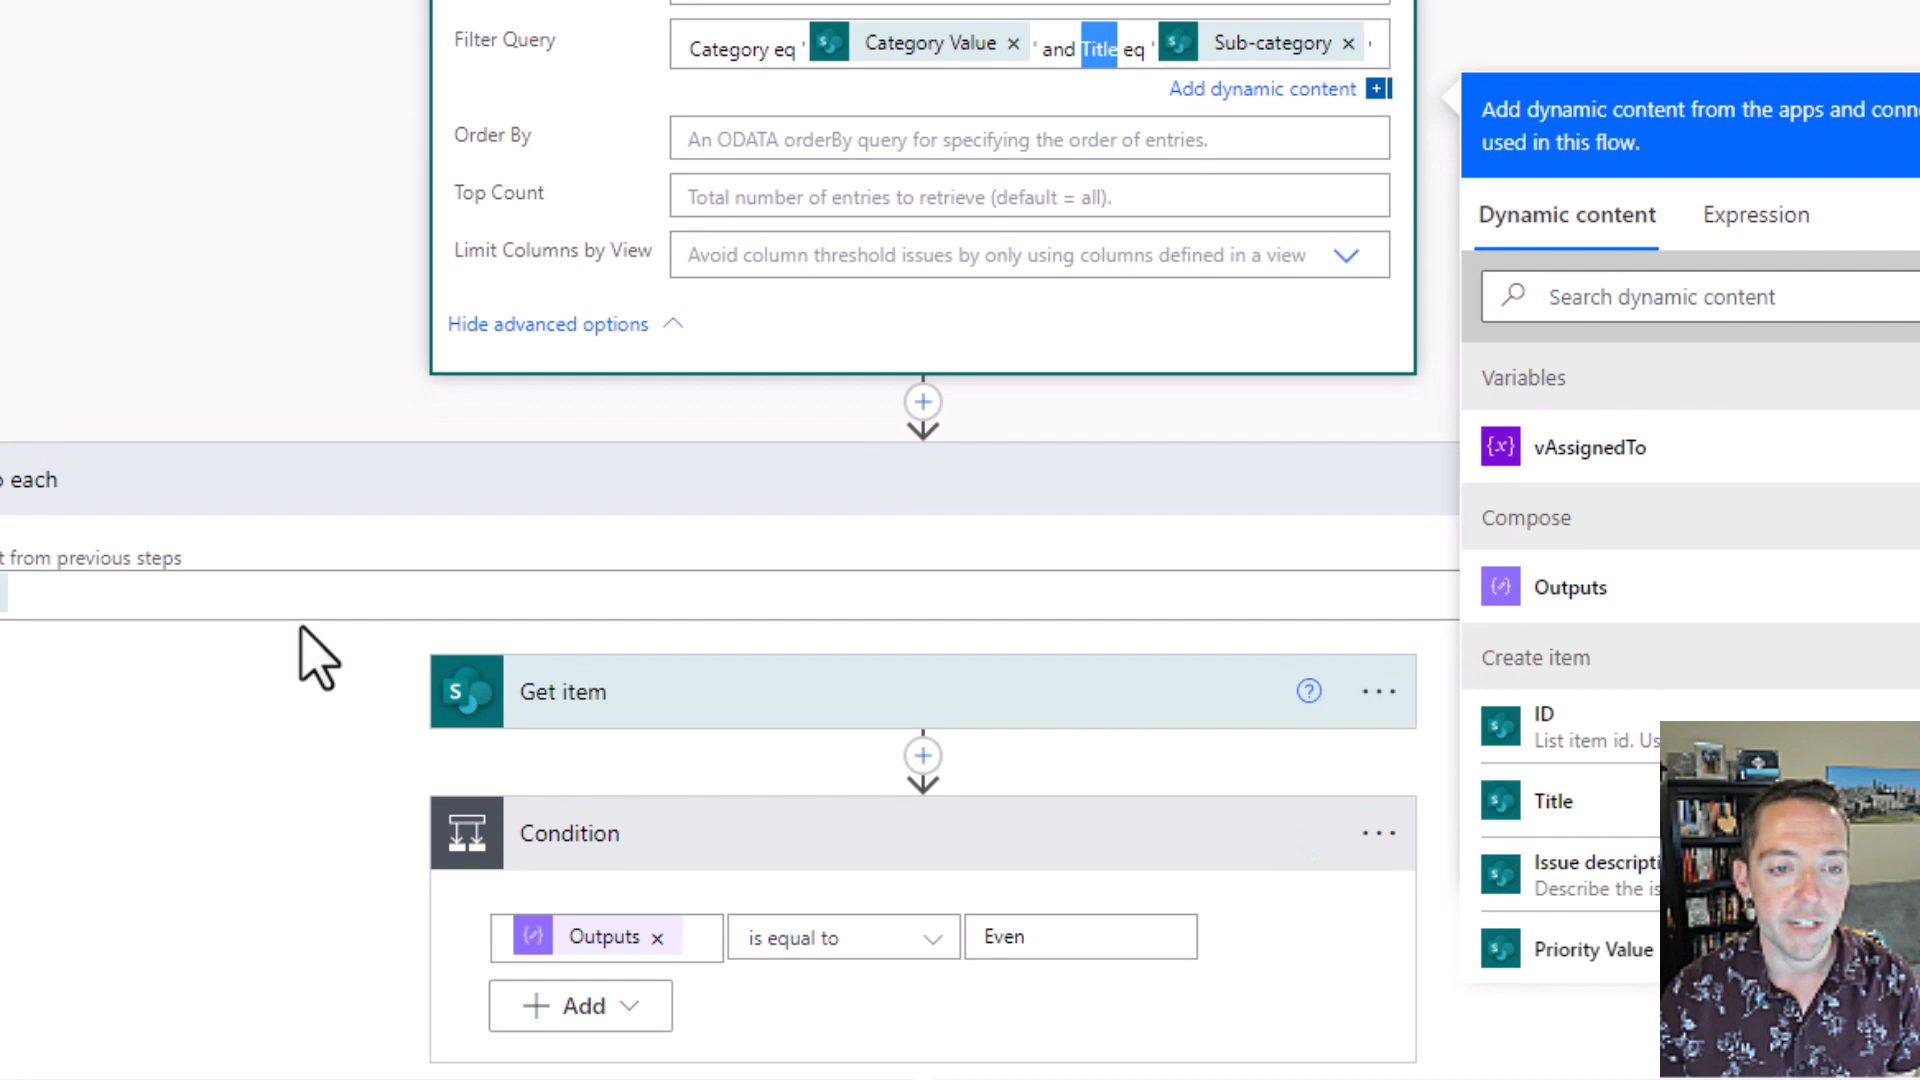 Filter Query
Category eq ' Category Value × ' and Title eq ' Sub-category × '
Add dynamic content
Order By
An ODATA orderBy query for specifying the order of entries.
Top Count
Total number of entries to retrieve (default = all).
Limit Columns by View
Avoid column threshold issues by only using columns defined in a view
Hide advanced options
o each
t from previous steps
S Get item
Condition
Outputs × is equal to Even
+ Add
Add dynamic content from the apps and conne
used in this flow.
Dynamic content Expression
Search dynamic content
Variables
{x} vAssignedTo
Compose
Outputs
Create item
S ID
List item id. Us
S Title
S Issue descripti
Describe the is
S Priority Value